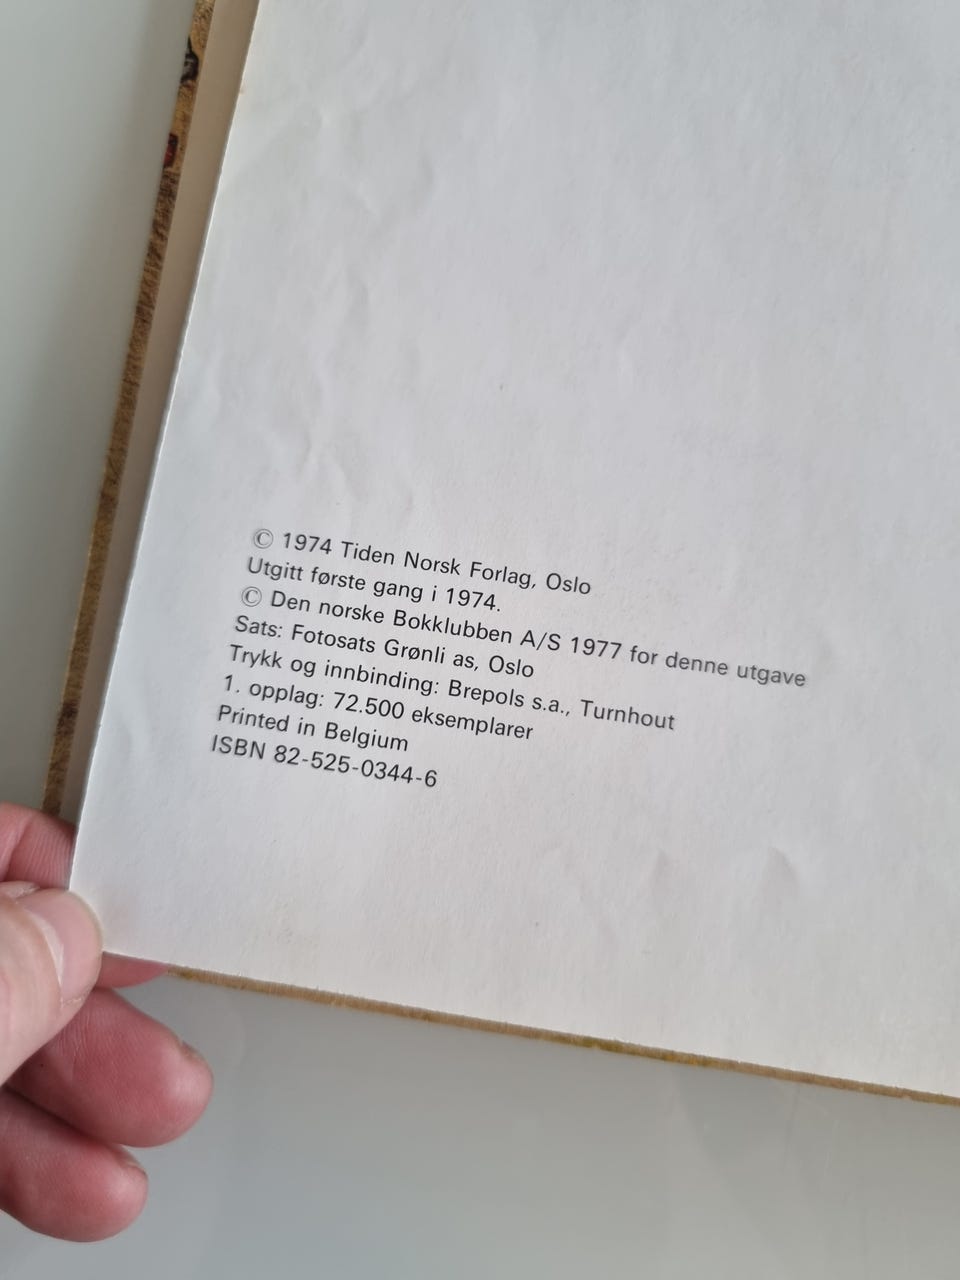 © 1974 Tiden Norsk Forlag, Oslo
Utgitt første gang i 1974.
© Den norske Bokklubben A/S 1977 for denne utgave
Sats: Fotosats Grønli as, Oslo
Trykk og innbinding: Brepols s.a., Turnhout
1. opplag: 72.500 eksemplarer
Printed in Belgium
ISBN 82-525-0344-6